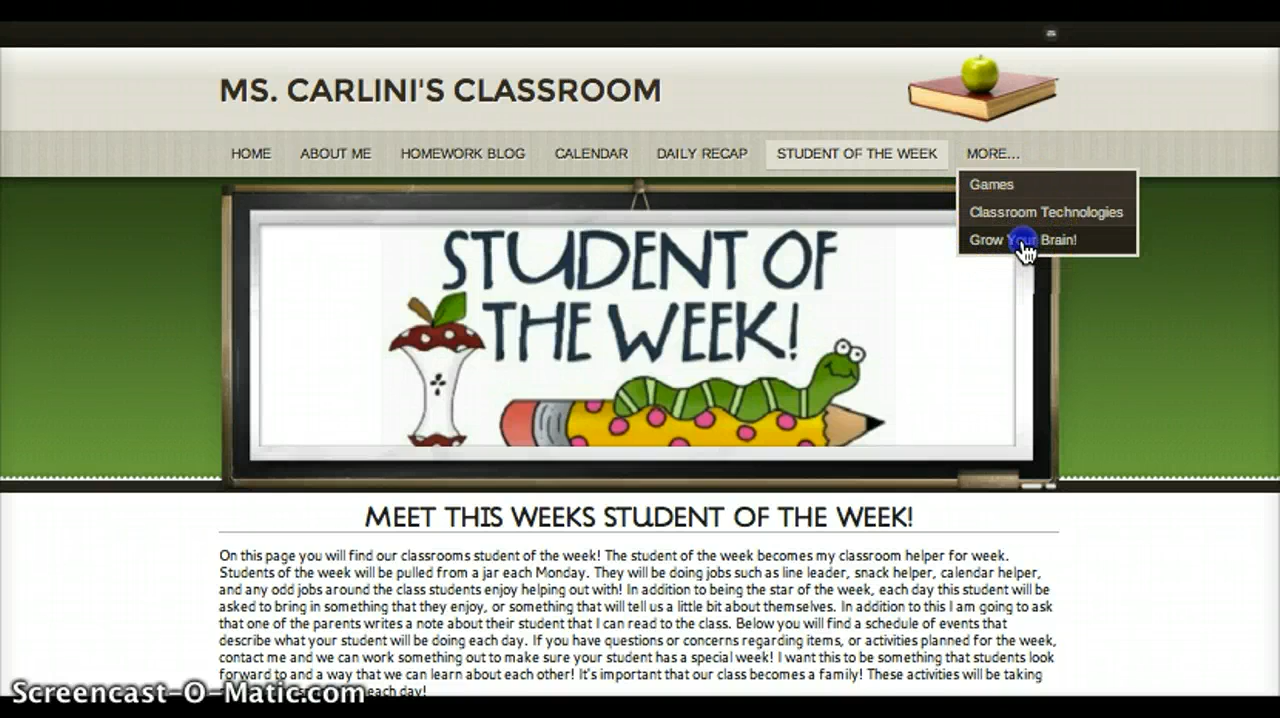 MS. CARLINI'S CLASSROOM
HOME ABOUT ME HOMEWORK BLOG CALENDAR DAILY RECAP STUDENT OF THE WEEK MORE...
Games
Classroom Technologies
Grow Your Brain!
STUDENT OF
THE WEEK!
MEET THIS WEEKS STUDENT OF THE WEEK!
On this page you will find our classrooms student of the week! The student of the week becomes my classroom helper for week.
Students of the week will be pulled from a jar each Monday. They will be doing jobs such as line leader, snack helper, calendar helper,
and any odd jobs around the class students enjoy helping out with! In addition to being the star of the week, each day this student will be
asked to bring in something that they enjoy, or something that will tell us a little bit about themselves. In addition to this I am going to ask
that one of the parents writes a note about their student that I can read to the class. Below you will find a schedule of events that
describe what your student will be doing each day. If you have questions or concerns regarding items, or activities planned for the week,
contact me and we can work something out to make sure your student has a special week! I want this to be something that students look
forward to and a way that we can learn about each other! It's important that our class becomes a family! These activities will be taking
each day!
Screencast-O-Matic.com